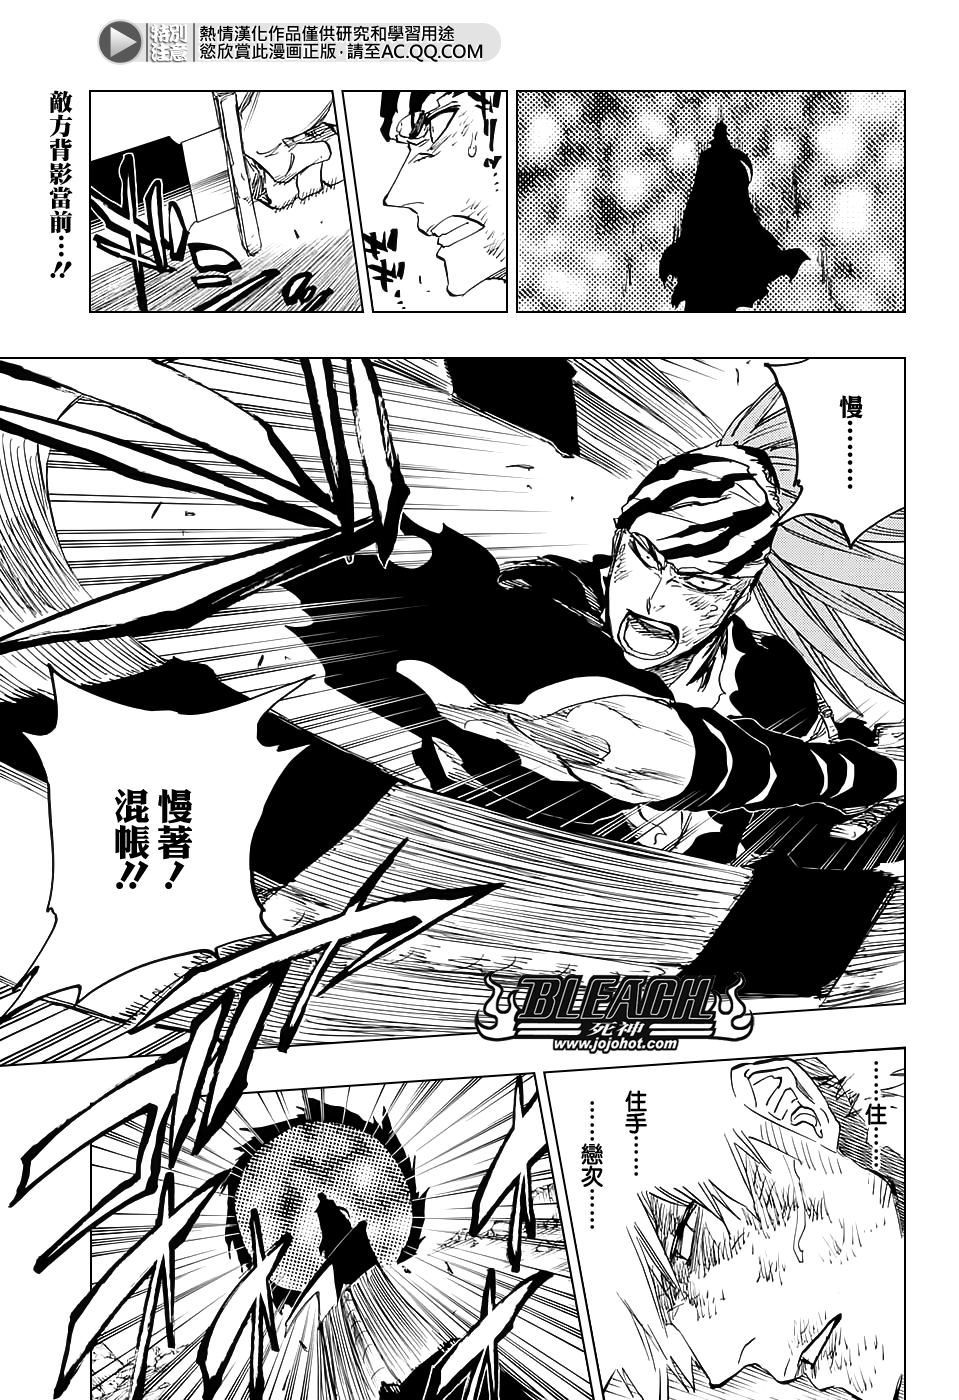 特別
注意
熱情漢化作品僅供研究和學習用途
慾欣賞此漫画正版,請至AC.QQ.COM
敵方背影當前…!!
慢………
慢著!
混帳!!
BLEACH
死神
www.jojohot.com
……住……
住手……
……戀次……